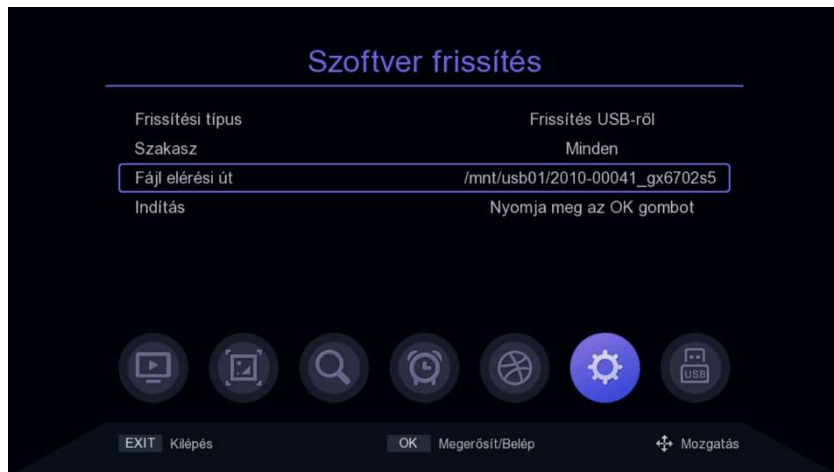 Szoftver frissítés
Frissítési típus Frissítés USB-ről
Szakasz Minden
Fájl elérési út /mnt/usb01/2010-00041_gx6702s5
Indítás Nyomja meg az OK gombot
USB
EXIT Kilépés OK Megerősít/Belép Mozgatás